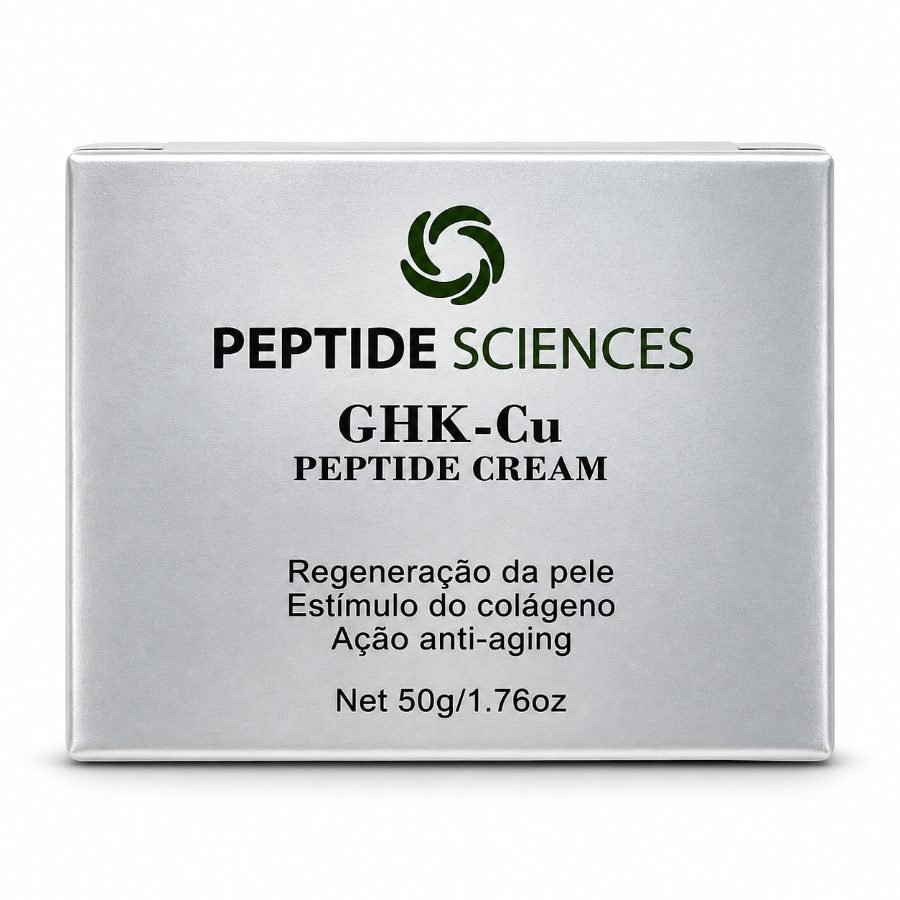 PEPTIDE SCIENCES
GHK-Cu
PEPTIDE CREAM
Regeneração da pele
Estímulo do colágeno
Ação anti-aging
Net 50g/1.76oz